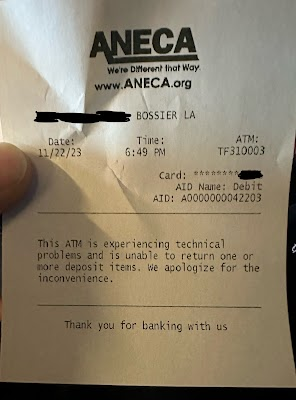 ANECA
We're Different that Way
www.ANECA.org
BOSSIER LA
Date: Time: ATM:
11/22/23 6:49 PM TF310003
Card: ********
AID Name: Debit
AID: A0000000042203
This ATM is experiencing technical
problems and is unable to return one or
more deposit items. We apologize for the
inconvenience.
Thank you for banking with us